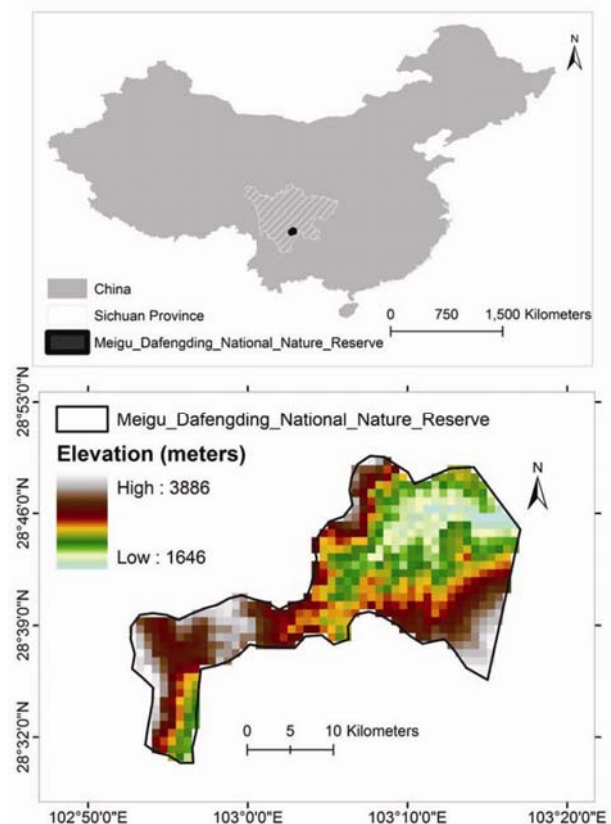 N
China
Sichuan Province
Meigu_Dafengding_National_Nature_Reserve
0 750 1,500 Kilometers
Meigu_Dafengding_National_Nature_Reserve
Elevation (meters)
High : 3886
Low : 1646
N
28°53'0"N
28°46'0"N
28°39'0"N
28°32'0"N
0 5 10 Kilometers
102°50'0"E 103°0'0"E 103°10'0"E 103°20'0"E